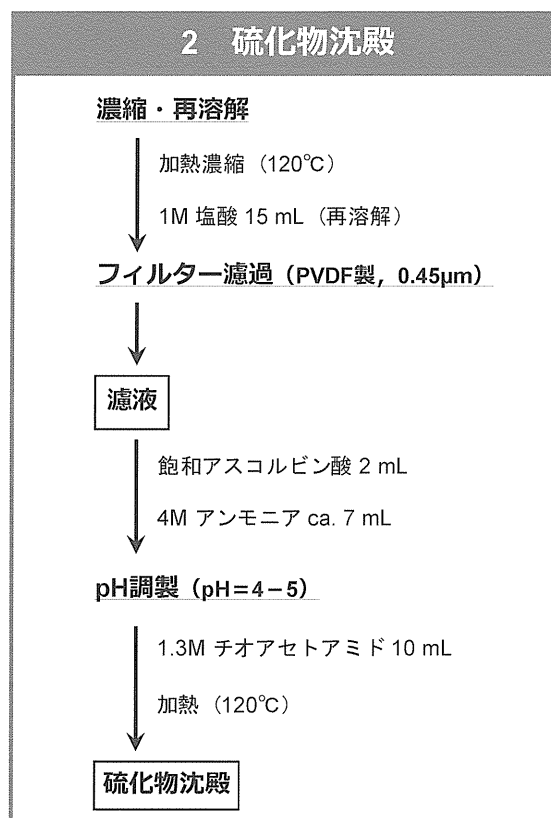 2 硫化物沈殿
濃縮・再溶解
加熱濃縮（120℃）
1M 塩酸 15 mL（再溶解）
フィルター濾過（PVDF製，0.45μm）
濾液
飽和アスコルビン酸 2 mL
4M アンモニア ca. 7 mL
pH調製（pH＝4－5）
1.3M チオアセトアミド 10 mL
加熱（120℃）
硫化物沈殿